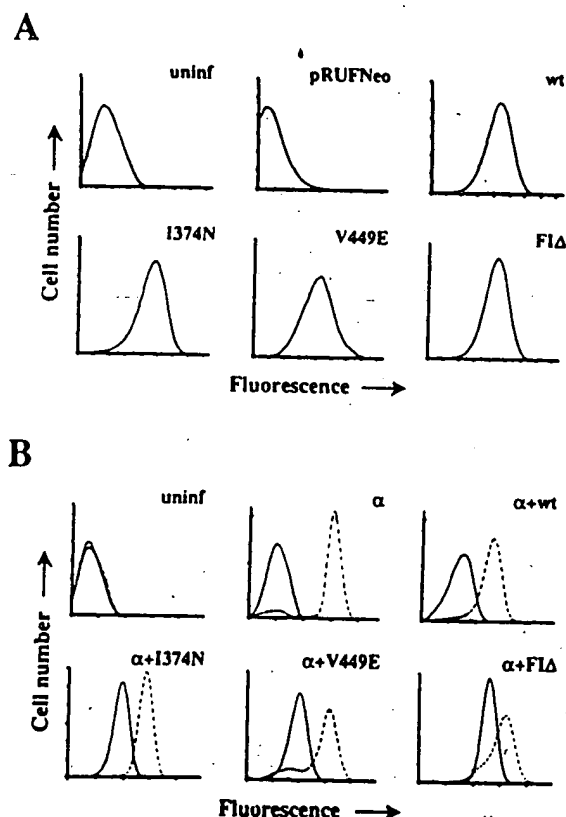 A
uninf
pRUFNeo
wt
I374N
V449E
FIΔ
Cell number
Fluorescence
B
uninf
α
α+wt
α+I374N
α+V449E
α+FIΔ
Cell number
Fluorescence